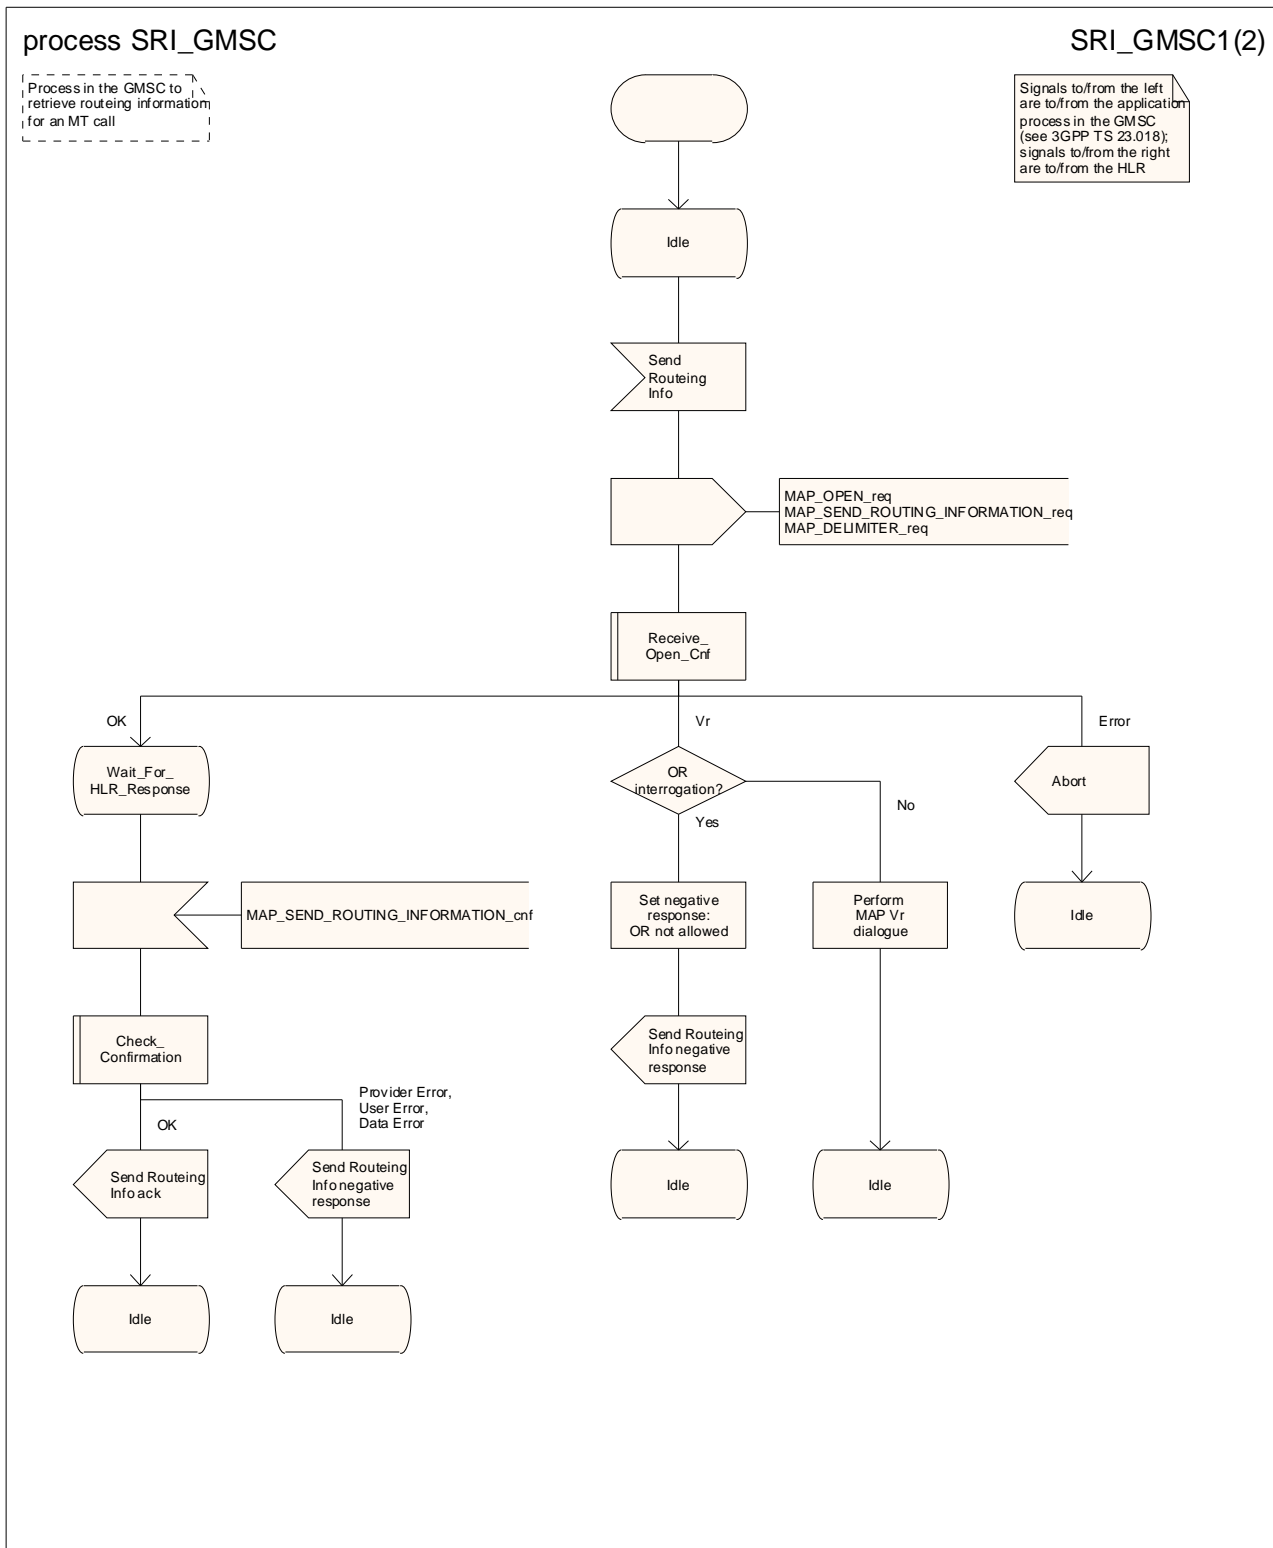 process SRI_GMSC
SRI_GMSC1(2)
Process in the GMSC to
retrieve routeing information
for an MT call
Signals to/from the left
are to/from the application
process in the GMSC
(see 3GPP TS 23.018);
signals to/from the right
are to/from the HLR
Idle
Send
Routeing
Info
MAP_OPEN_req
MAP_SEND_ROUTING_INFORMATION_req
MAP_DELIMITER_req
Receive_
Open_Cnf
OK
Vr
Error
Wait_For_
HLR_Response
OR
interrogation?
Abort
No
Yes
MAP_SEND_ROUTING_INFORMATION_cnf
Set negative
response:
OR not allowed
Perform
MAP Vr
dialogue
Idle
Check_
Confirmation
Send Routeing
Info negative
response
Provider Error,
User Error,
Data Error
OK
Send Routeing
Info ack
Send Routeing
Info negative
response
Idle
Idle
Idle
Idle